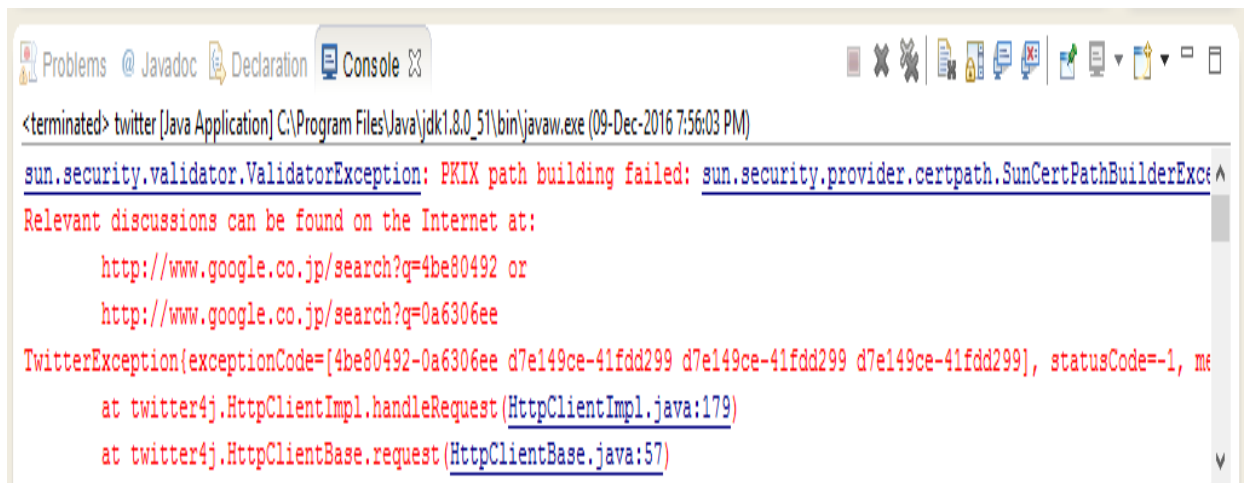 Problems @ Javadoc Declaration Console
<terminated> twitter [Java Application] C:\Program Files\Java\jdk1.8.0_51\bin\javaw.exe (09-Dec-2016 7:56:03 PM)
sun.security.validator.ValidatorException: PKIX path building failed: sun.security.provider.certpath.SunCertPathBuilderExce
Relevant discussions can be found on the Internet at:
http://www.google.co.jp/search?q=4be80492 or
http://www.google.co.jp/search?q=0a6306ee
TwitterException{exceptionCode=[4be80492-0a6306ee d7e149ce-41fdd299 d7e149ce-41fdd299 d7e149ce-41fdd299], statusCode=-1, me
at twitter4j.HttpClientImpl.handleRequest(HttpClientImpl.java:179)
at twitter4j.HttpClientBase.request(HttpClientBase.java:57)